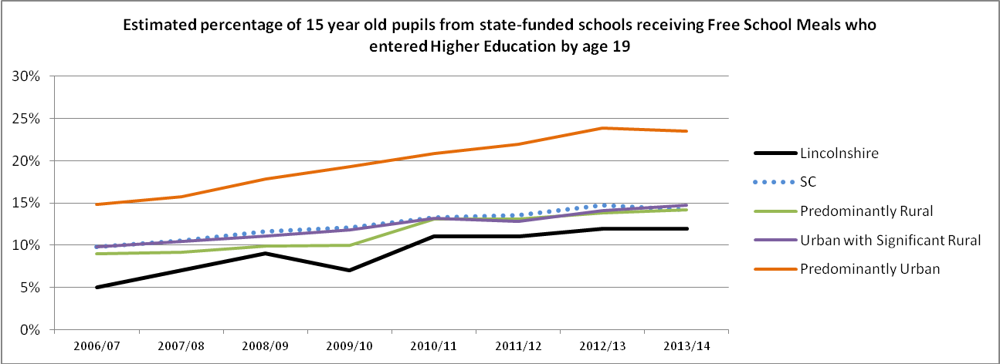 Estimated percentage of 15 year old pupils from state-funded schools receiving Free School Meals who
entered Higher Education by age 19
30%
25%
20%
15%
10%
5%
0%
2006/07 2007/08 2008/09 2009/10 2010/11 2011/12 2012/13 2013/14
Lincolnshire
SC
Predominantly Rural
Urban with Significant Rural
Predominantly Urban